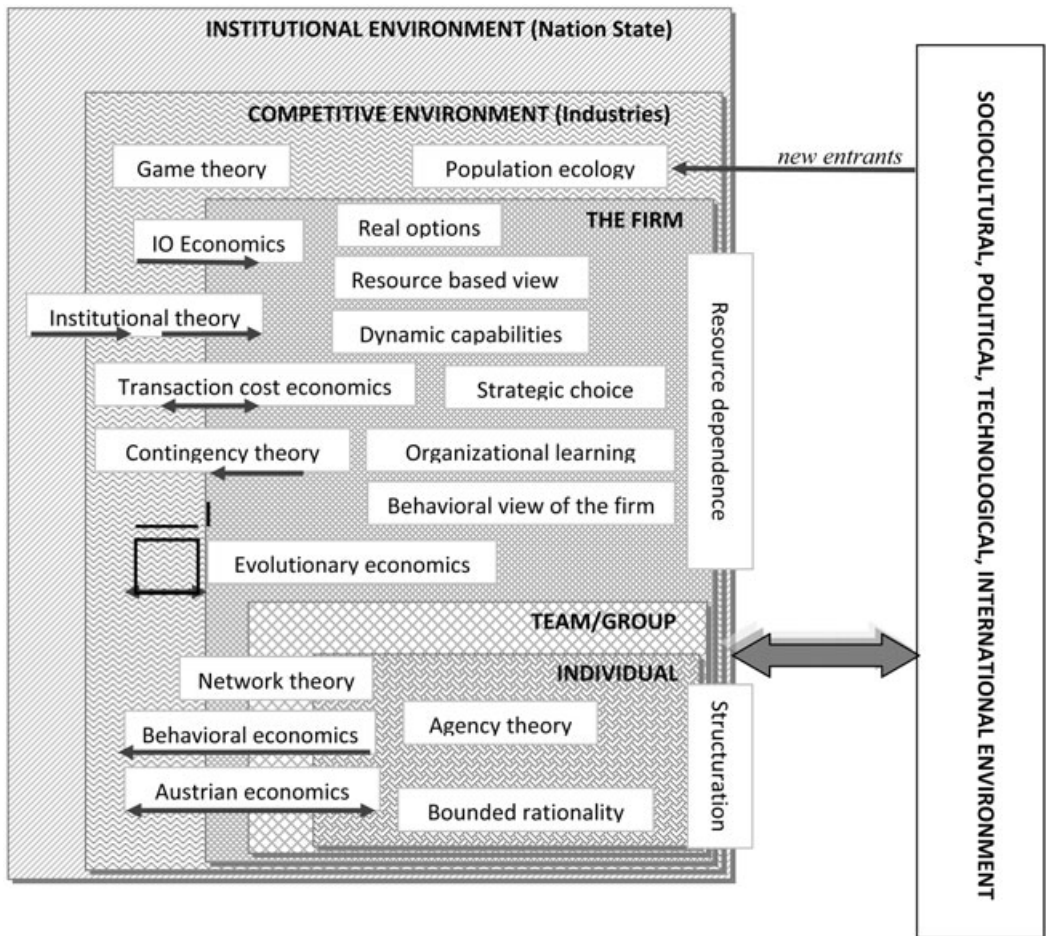 INSTITUTIONAL ENVIRONMENT (Nation State)
COMPETITIVE ENVIRONMENT (Industries)
Game theory
Population ecology
new entrants
THE FIRM
Real options
IO Economics
Resource based view
Institutional theory
Dynamic capabilities
Transaction cost economics
Strategic choice
Contingency theory
Organizational learning
Behavioral view of the firm
Evolutionary economics
Resource dependence
TEAM/GROUP
INDIVIDUAL
Network theory
Agency theory
Behavioral economics
Austrian economics
Bounded rationality
Structuration
SOCIOCULTURAL, POLITICAL, TECHNOLOGICAL, INTERNATIONAL ENVIRONMENT